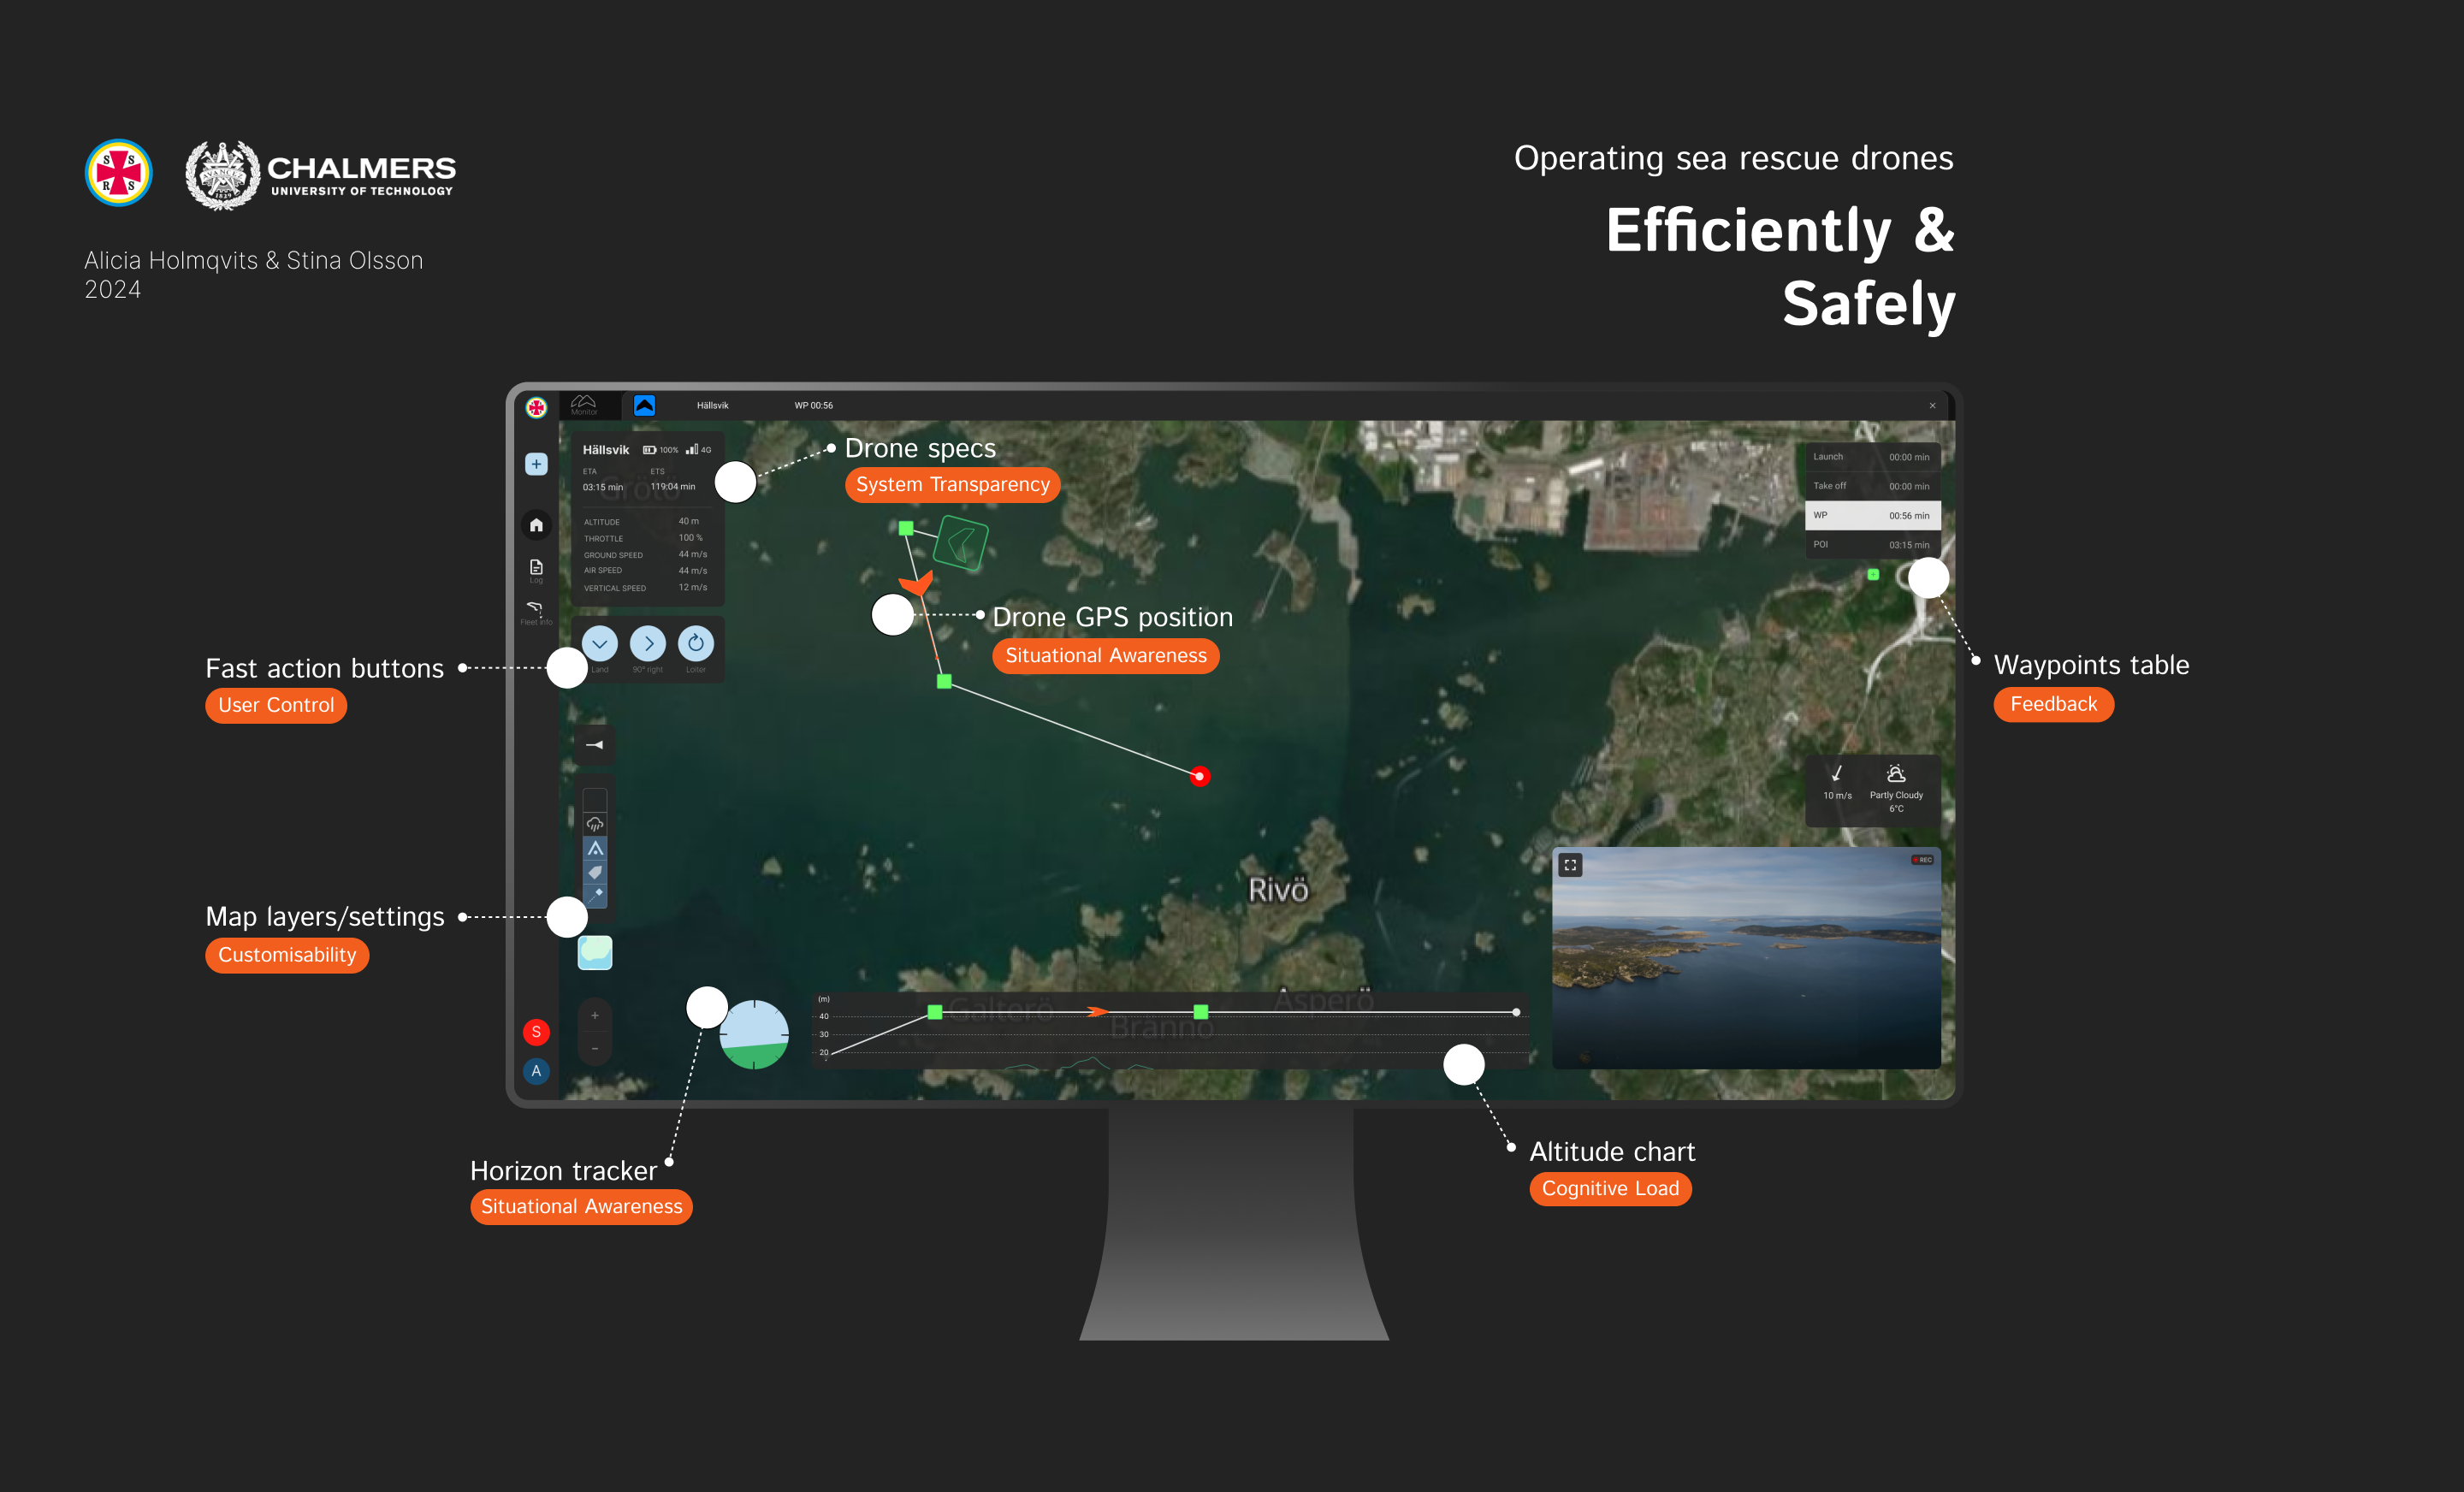 S S
R S
AVANCEZ
1829
CHALMERS
UNIVERSITY OF TECHNOLOGY
Alicia Holmqvits & Stina Olsson
2024
Operating sea rescue drones
Efficiently &
Safely
Monitor
Hällsvik
WP 00:56
×
Hällsvik 100% 4G
ETA ETS
03:15 min 119:04 min
Grötö
ALTITUDE 40 m
THROTTLE 100 %
GROUND SPEED 44 m/s
AIR SPEED 44 m/s
VERTICAL SPEED 12 m/s
Land 90° right Loiter
Log
Fleet info
Drone specs
System Transparency
Drone GPS position
Situational Awareness
Launch 00:00 min
Take off 00:00 min
WP 00:56 min
POI 03:15 min
Fast action buttons
User Control
Waypoints table
Feedback
10 m/s Partly Cloudy
6°C
REC
Rivö
Map layers/settings
Customisability
S
A
+
-
(m)
40
30
20
Galterö
Brännö
Asperö
Horizon tracker
Situational Awareness
Altitude chart
Cognitive Load